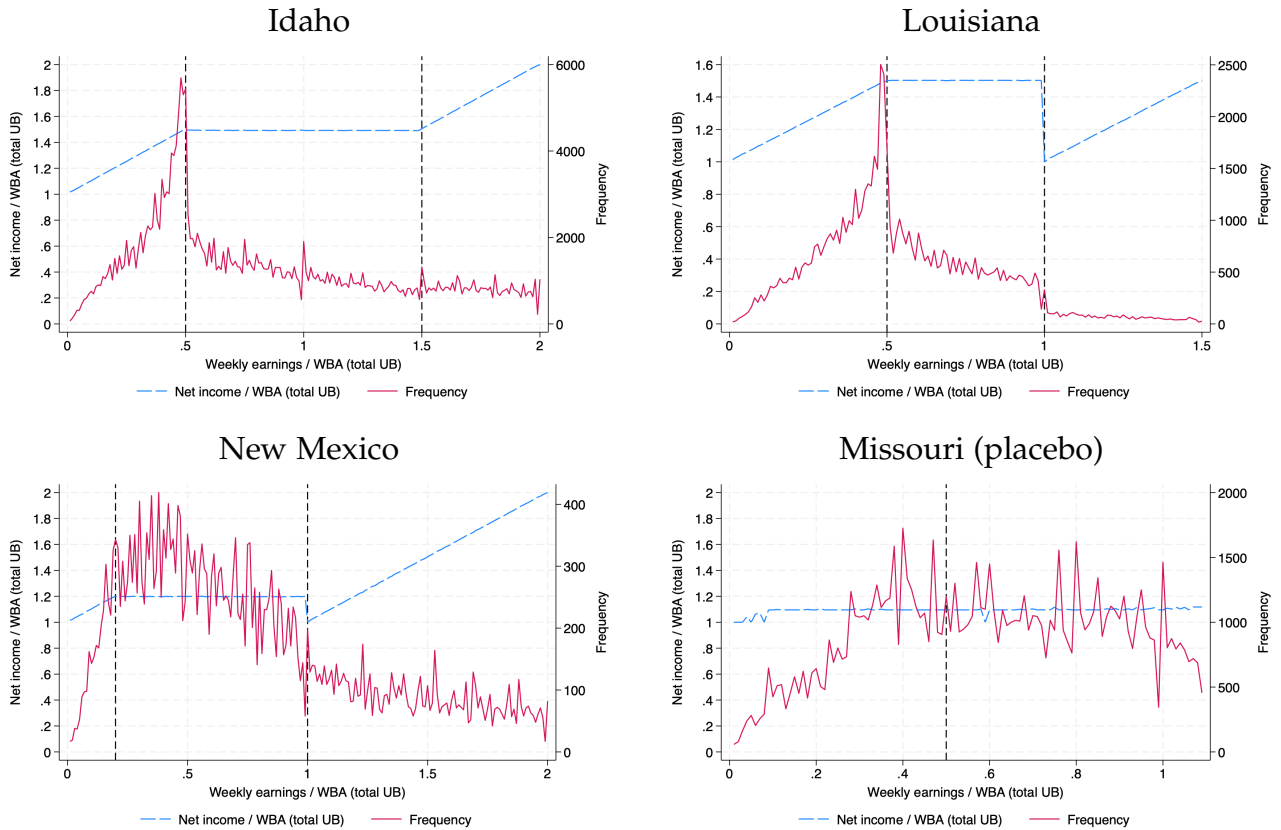 Idaho
Net income / WBA (total UB)
2
1.8
1.6
1.4
1.2
1
.8
.6
.4
.2
0
6000
4000
2000
0
Frequency
0 .5 1 1.5 2
Weekly earnings / WBA (total UB)
Net income / WBA (total UB) Frequency
Louisiana
Net income / WBA (total UB)
1.6
1.4
1.2
1
.8
.6
.4
.2
0
2500
2000
1500
1000
500
0
Frequency
0 .5 1 1.5
Weekly earnings / WBA (total UB)
Net income / WBA (total UB) Frequency
New Mexico
Net income / WBA (total UB)
2
1.8
1.6
1.4
1.2
1
.8
.6
.4
.2
0
400
300
200
100
0
Frequency
0 .5 1 1.5 2
Weekly earnings / WBA (total UB)
Net income / WBA (total UB) Frequency
Missouri (placebo)
Net income / WBA (total UB)
2
1.8
1.6
1.4
1.2
1
.8
.6
.4
.2
0
2000
1500
1000
500
0
Frequency
0 .2 .4 .6 .8 1
Weekly earnings / WBA (total UB)
Net income / WBA (total UB) Frequency